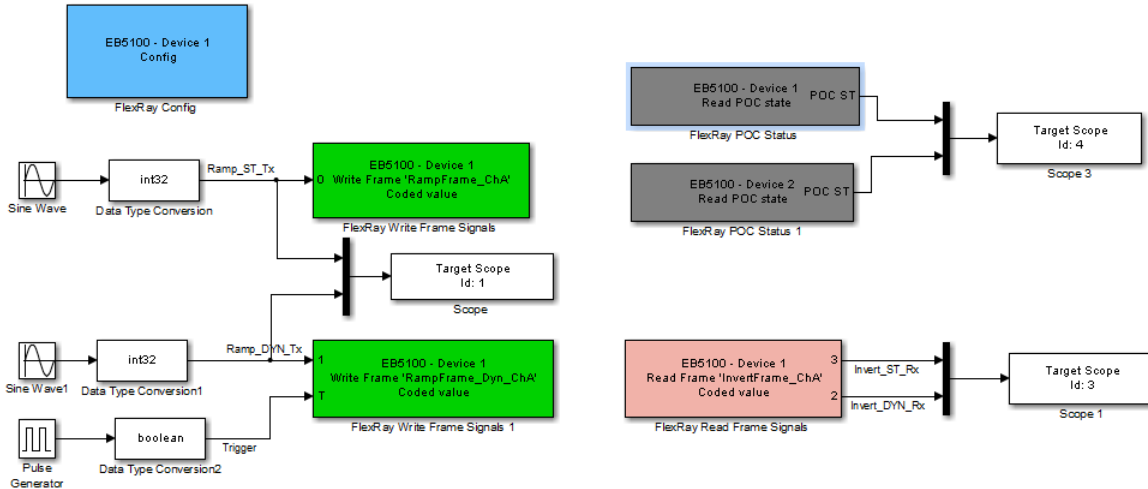 EB5100 - Device 1
Config
FlexRay Config
Sine Wave
int32
Data Type Conversion
Ramp_ST_Tx
0
EB5100 - Device 1
Write Frame 'RampFrame_ChA'
Coded value
FlexRay Write Frame Signals
Target Scope
Id: 1
Scope
Sine Wave1
int32
Data Type Conversion1
Ramp_DYN_Tx
1
T
EB5100 - Device 1
Write Frame 'RampFrame_Dyn_ChA'
Coded value
FlexRay Write Frame Signals 1
Pulse
Generator
boolean
Data Type Conversion2
Trigger
EB5100 - Device 1
Read POC state
POC ST
FlexRay POC Status
EB5100 - Device 2
Read POC state
POC ST
FlexRay POC Status 1
Target Scope
Id: 4
Scope 3
EB5100 - Device 1
Read Frame 'InvertFrame_ChA'
Coded value
3
2
FlexRay Read Frame Signals
Invert_ST_Rx
Invert_DYN_Rx
Target Scope
Id: 3
Scope 1